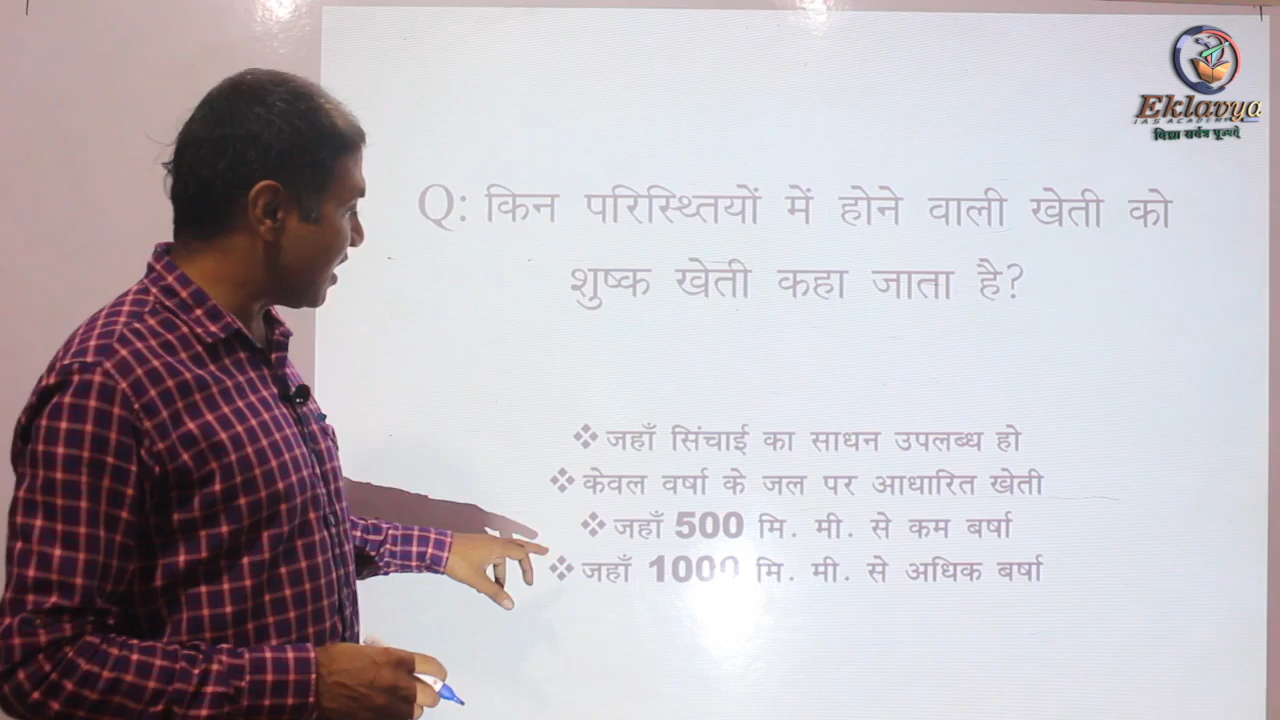 Eklavya
IAS ACADEMY
विद्या सर्वत्र पूज्यते
Q: किन परिस्थितियों में होने वाली खेती को
शुष्क खेती कहा जाता है?
❖जहाँ सिंचाई का साधन उपलब्ध हो
❖केवल वर्षा के जल पर आधारित खेती
❖जहाँ 500 मि. मी. से कम बर्षा
❖जहाँ 1000 मि. मी. से अधिक बर्षा